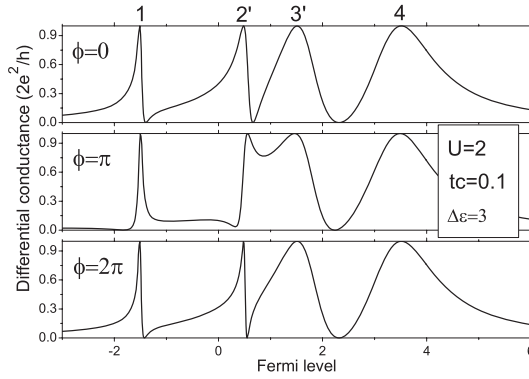 1 2' 3' 4
Differential conductance (2e²/h)
0.9
0.6
0.3
0.0
ϕ=0
0.9
0.6
0.3
0.0
ϕ=π
U=2
tc=0.1
Δε=3
0.9
0.6
0.3
0.0
ϕ=2π
-2 0 2 4 6
Fermi level